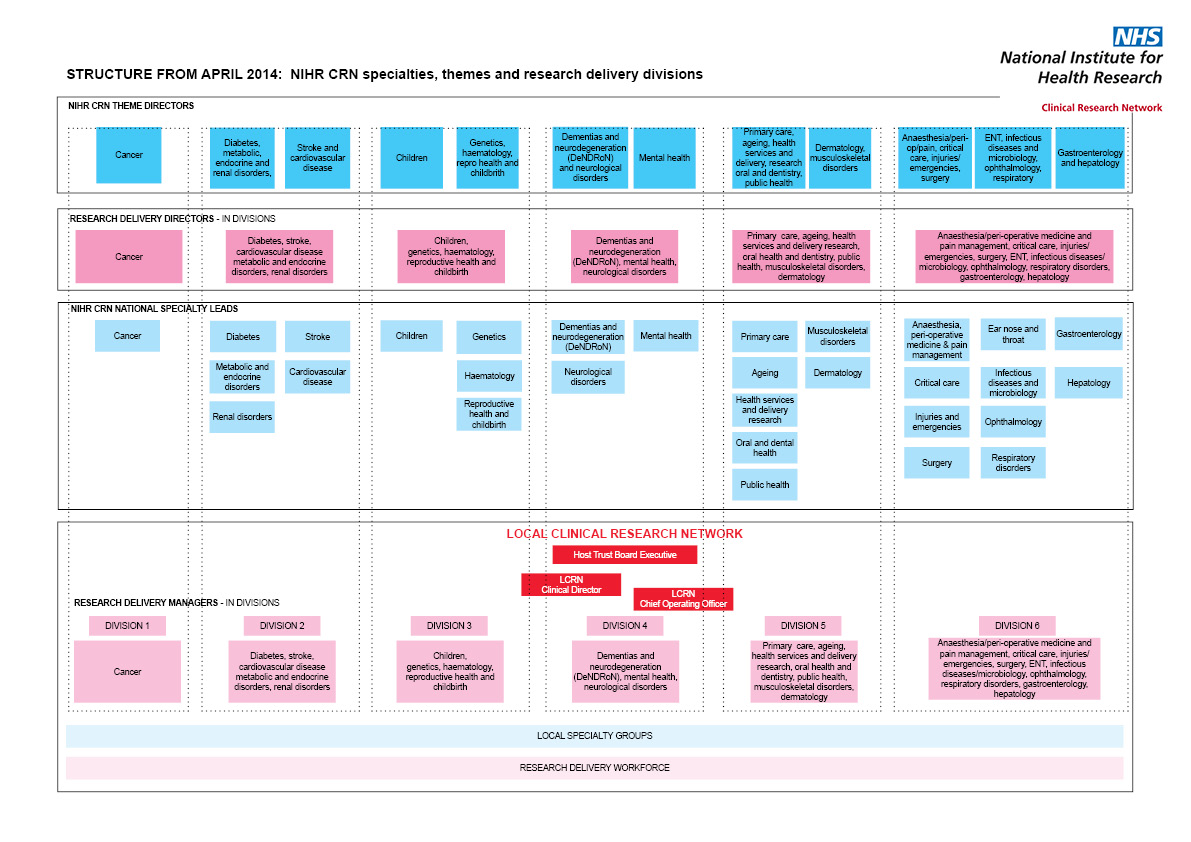 NHS
National Institute for
Health Research
Clinical Research Network
STRUCTURE FROM APRIL 2014: NIHR CRN specialties, themes and research delivery divisions
NIHR CRN THEME DIRECTORS
Cancer
Diabetes,
metabolic,
endocrine and
renal disorders,
Stroke and
cardiovascular
disease
Children
Genetics,
haematology,
repro health and
childbirth
Dementias and
neurodegeneration
(DeNDRoN)
and neurological
disorders
Mental health
Primary care,
ageing, health
services and
delivery, research
oral and dentistry,
public health
Dermatology,
musculoskeletal
disorders
Anaesthesia/peri-
op/pain, critical
care, injuries/
emergencies,
surgery
ENT, infectious
diseases and
microbiology,
ophthalmology,
respiratory
Gastroenterology
and hepatology
RESEARCH DELIVERY DIRECTORS - IN DIVISIONS
Cancer
Diabetes, stroke,
cardiovascular disease
metabolic and endocrine
disorders, renal disorders
Children,
genetics, haematology,
reproductive health and
childbirth
Dementias and
neurodegeneration
(DeNDRoN), mental health,
neurological disorders
Primary care, ageing, health
services and delivery research,
oral health and dentistry, public
health, musculoskeletal disorders,
dermatology
Anaesthesia/peri-operative medicine and
pain management, critical care, injuries/
emergencies, surgery, ENT, infectious diseases/
microbiology, ophthalmology, respiratory disorders,
gastroenterology, hepatology
NIHR CRN NATIONAL SPECIALTY LEADS
Cancer
Diabetes
Metabolic and
endocrine
disorders
Renal disorders
Stroke
Cardiovascular
disease
Children
Genetics
Haematology
Reproductive
health and
childbirth
Dementias and
neurodegeneration
(DeNDRoN)
Neurological
disorders
Mental health
Primary care
Ageing
Health services
and delivery
research
Oral and dental
health
Public health
Musculoskeletal
disorders
Dermatology
Anaesthesia,
peri-operative
medicine & pain
management
Critical care
Injuries and
emergencies
Surgery
Ear nose and
throat
Infectious
diseases and
microbiology
Ophthalmology
Respiratory
disorders
Gastroenterology
Hepatology
LOCAL CLINICAL RESEARCH NETWORK
Host Trust Board Executive
LCRN
Clinical Director
LCRN
Chief Operating Officer
RESEARCH DELIVERY MANAGERS - IN DIVISIONS
DIVISION 1
Cancer
DIVISION 2
Diabetes, stroke,
cardiovascular disease
metabolic and endocrine
disorders, renal disorders
DIVISION 3
Children,
genetics, haematology,
reproductive health and
childbirth
DIVISION 4
Dementias and
neurodegeneration
(DeNDRoN), mental health,
neurological disorders
DIVISION 5
Primary care, ageing,
health services and delivery
research, oral health and
dentistry, public health,
musculoskeletal disorders,
dermatology
DIVISION 6
Anaesthesia/peri-operative medicine and
pain management, critical care, injuries/
emergencies, surgery, ENT, infectious
diseases/microbiology, ophthalmology,
respiratory disorders, gastroenterology,
hepatology
LOCAL SPECIALTY GROUPS
RESEARCH DELIVERY WORKFORCE